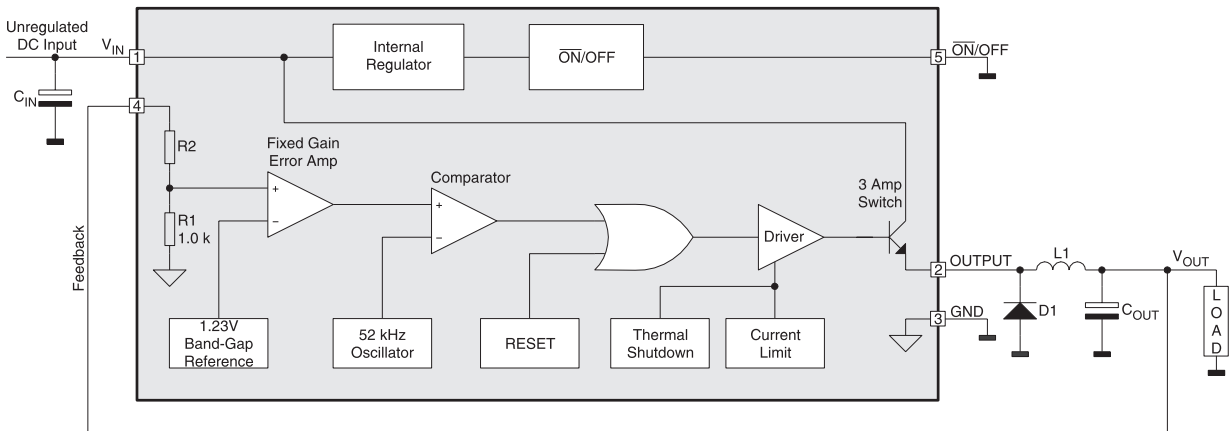 Unregulated
DC Input
V_IN
1
C_IN
4
Internal
Regulator
O̅N̅/OFF
5
O̅N̅/OFF
R2
Fixed Gain
Error Amp
Comparator
3 Amp
Switch
+
−
+
−
R1
1.0 k
Driver
Feedback
2
OUTPUT
L1
V_OUT
3
GND
D1
C_OUT
LOAD
1.23V
Band-Gap
Reference
52 kHz
Oscillator
RESET
Thermal
Shutdown
Current
Limit